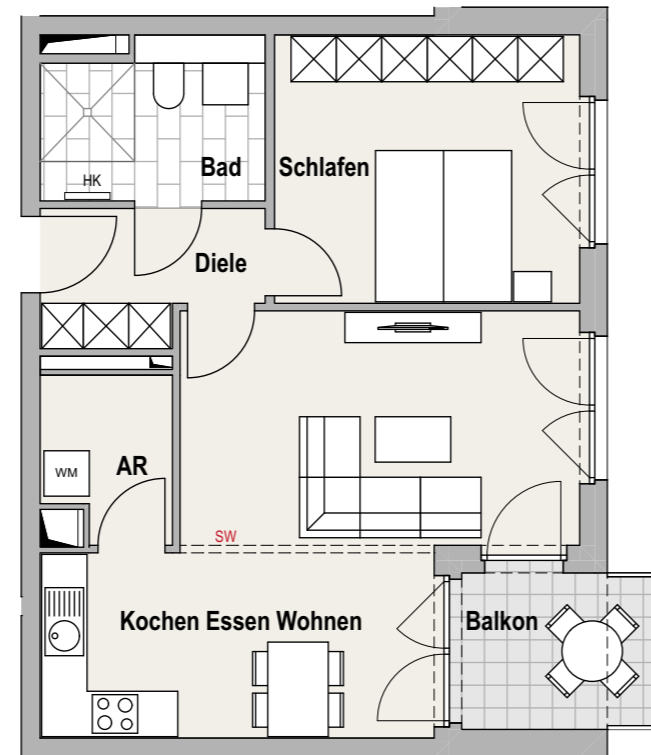 Bad
Schlafen
HK
Diele
AR
WM
SW
Kochen Essen Wohnen
Balkon